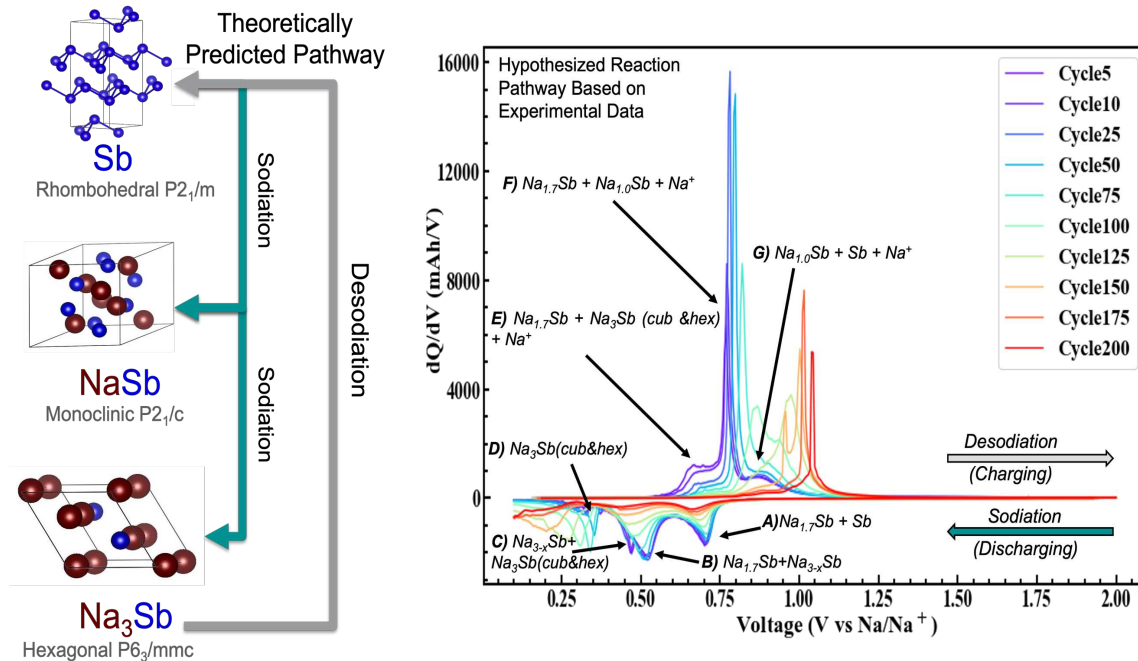 Theoretically
Predicted Pathway
Sb
Rhombohedral P2₁/m
Sodiation
NaSb
Monoclinic P2₁/c
Sodiation
Desodiation
Na₃Sb
Hexagonal P6₃/mmc
Hypothesized Reaction
Pathway Based on
Experimental Data
F) Na₁.₇Sb + Na₁.₀Sb + Na⁺
G) Na₁.₀Sb + Sb + Na⁺
E) Na₁.₇Sb + Na₃Sb (cub &hex)
+ Na⁺
D) Na₃Sb(cub&hex)
C) Na₃₋ₓSb+
Na₃Sb(cub&hex)
B) Na₁.₇Sb+Na₃₋ₓSb
A)Na₁.₇Sb + Sb
Cycle5
Cycle10
Cycle25
Cycle50
Cycle75
Cycle100
Cycle125
Cycle150
Cycle175
Cycle200
Desodiation
(Charging)
Sodiation
(Discharging)
dQ/dV (mAh/V)
16000
12000
8000
4000
0
0.25 0.50 0.75 1.00 1.25 1.50 1.75 2.00
Voltage (V vs Na/Na⁺)